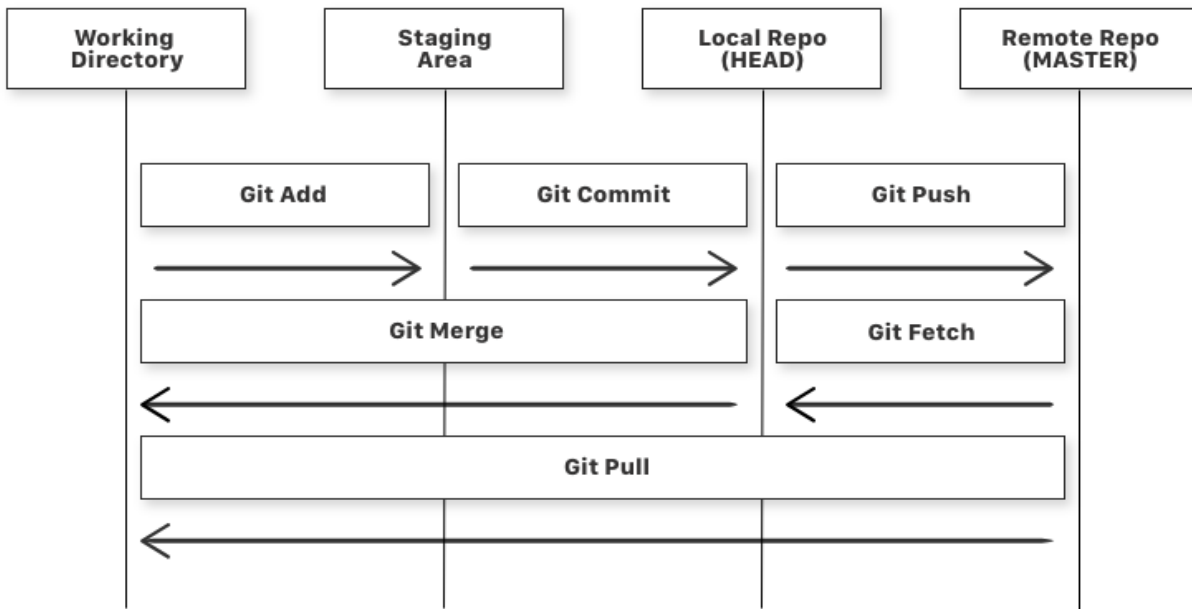 Working
Directory
Staging
Area
Local Repo
(HEAD)
Remote Repo
(MASTER)
Git Add
Git Commit
Git Push
Git Merge
Git Fetch
Git Pull